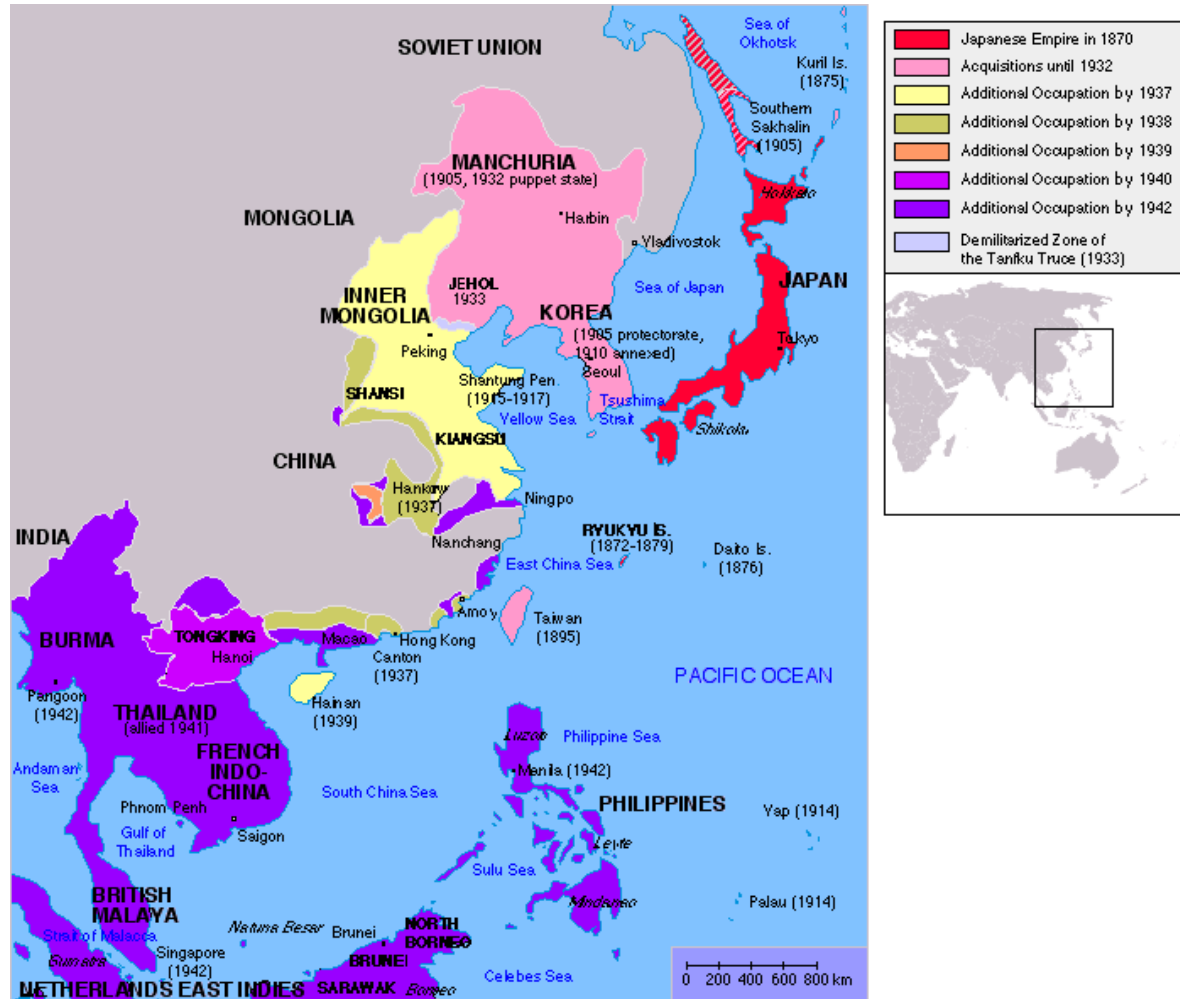 Sea of
Okhotsk
SOVIET UNION
Kuril Is.
(1875)
Southern
Sakhalin
(1905)
MANCHURIA
(1905, 1932 puppet state)
Hokkaio
MONGOLIA
Harbin
Vladivostok
JAPAN
JEHOL
1933
Sea of Japan
INNER
MONGOLIA
KOREA
(1905 protectorate,
1910 annexed)
Tokyo
Peking
Seoul
Shantung Pen.
(1915-1917)
SHANSI
Tsushima
Strait
Yellow Sea
Shikoku
KIANGSU
CHINA
Hankow
(1937)
Ningpo
INDIA
RYUKYU IS.
(1872-1879)
Nanchang
Daito Is.
(1876)
East China Sea
Amoy
Taiwan
(1895)
BURMA
TONGKING
Macao
Hong Kong
Hanoi
Canton
(1937)
PACIFIC OCEAN
Pangoon
(1942)
Hainan
(1939)
THAILAND
(allied 1941)
Luzon
Philippine Sea
FRENCH
INDO-
CHINA
Andaman
Sea
Manila (1942)
South China Sea
PHILIPPINES
Phnom Penh
Yap (1914)
Saigon
Gulf of
Thailand
Leyte
Sulu Sea
BRITISH
MALAYA
Mindanao
Palau (1914)
Natuna Besar
Brunei
NORTH
BORNEO
Strait of Malacca
Singapore
(1942)
Sumatra
BRUNEI
Celebes Sea
NETHERLANDS EAST INDIES
SARAWAK
Borneo
0 200 400 600 800 km
Japanese Empire in 1870
Acquisitions until 1932
Additional Occupation by 1937
Additional Occupation by 1938
Additional Occupation by 1939
Additional Occupation by 1940
Additional Occupation by 1942
Demilitarized Zone of
the Tanfku Truce (1933)